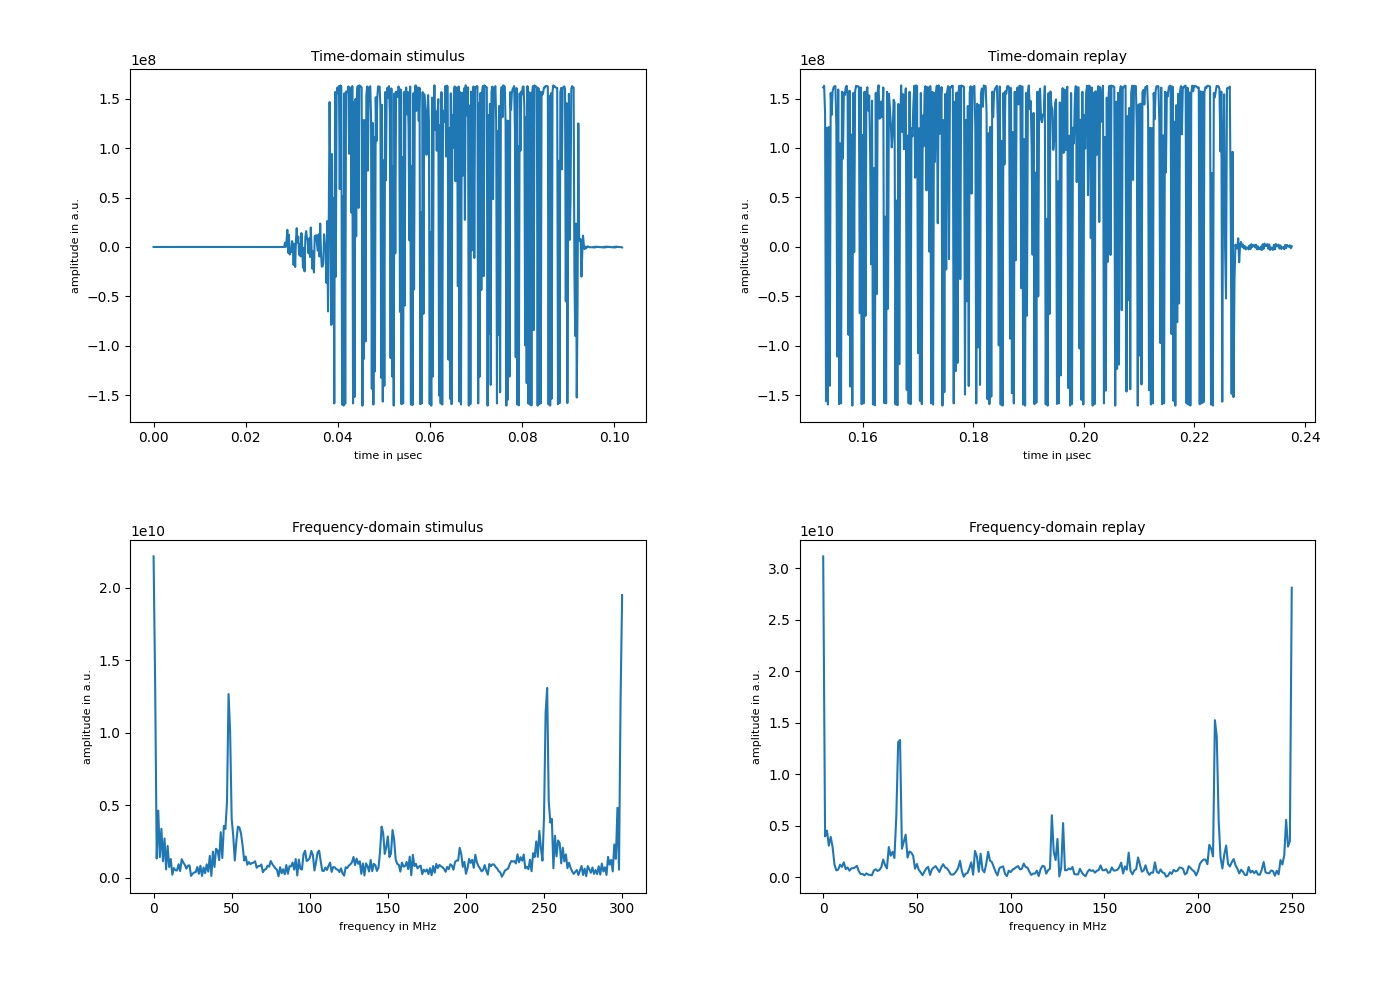 Time-domain stimulus
1e8
1.5
1.0
0.5
0.0
−0.5
−1.0
−1.5
amplitude in a.u.
0.00 0.02 0.04 0.06 0.08 0.10
time in μsec
Time-domain replay
1e8
1.5
1.0
0.5
0.0
−0.5
−1.0
−1.5
amplitude in a.u.
0.16 0.18 0.20 0.22 0.24
time in μsec
Frequency-domain stimulus
1e10
2.0
1.5
1.0
0.5
0.0
amplitude in a.u.
0 50 100 150 200 250 300
frequency in MHz
Frequency-domain replay
1e10
3.0
2.5
2.0
1.5
1.0
0.5
0.0
amplitude in a.u.
0 50 100 150 200 250
frequency in MHz